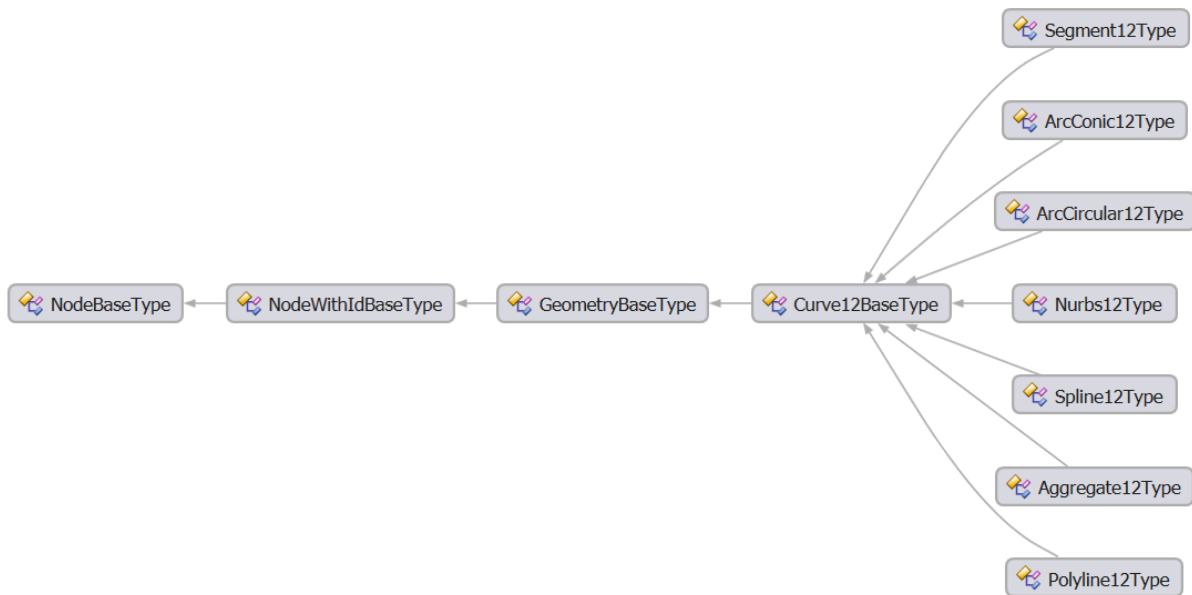 Segment12Type
ArcConic12Type
ArcCircular12Type
NodeBaseType
NodeWithIdBaseType
GeometryBaseType
Curve12BaseType
Nurbs12Type
Spline12Type
Aggregate12Type
Polyline12Type